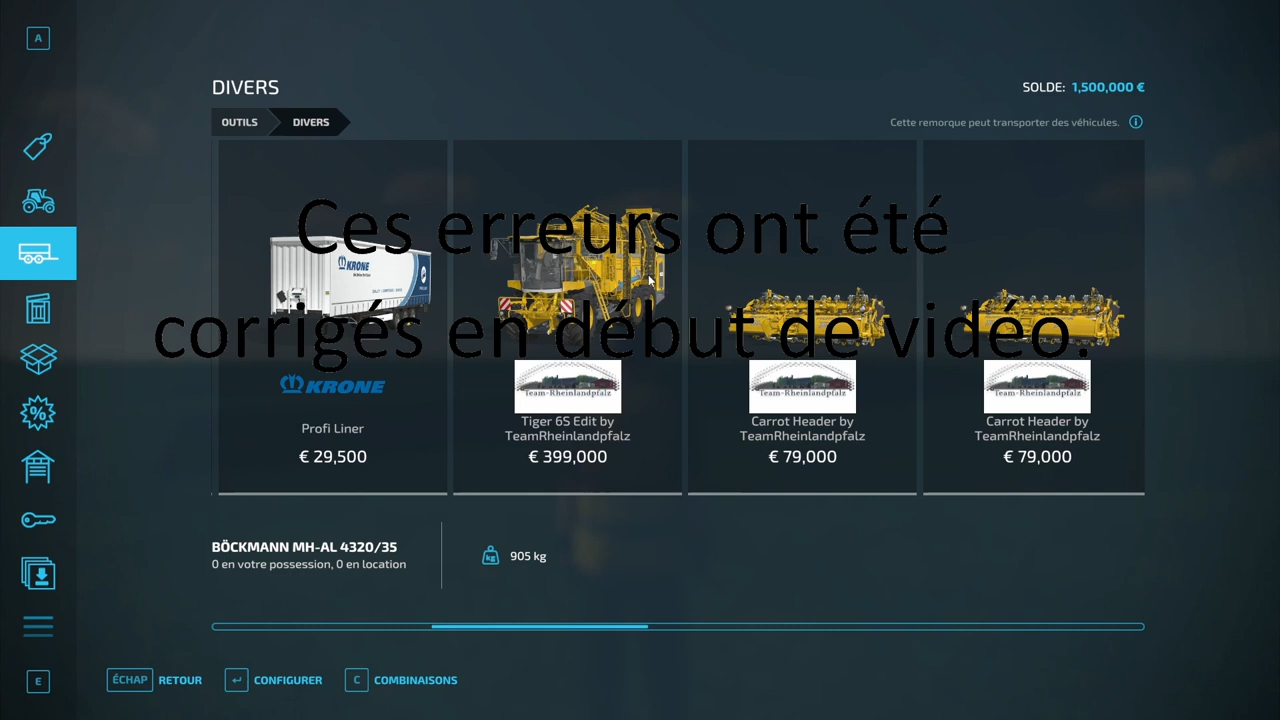 A
DIVERS
SOLDE: 1,500,000 €
OUTILS
DIVERS
Cette remorque peut transporter des véhicules.
Ces erreurs ont été
corrigés en début de vidéo.
KRONE
KRONE
Profi Liner
€ 29,500
Team-Rheinlandpfalz
Tiger 6S Edit by
TeamRheinlandpfalz
€ 399,000
Team-Rheinlandpfalz
Carrot Header by
TeamRheinlandpfalz
€ 79,000
Team-Rheinlandpfalz
Carrot Header by
TeamRheinlandpfalz
€ 79,000
BÖCKMANN MH-AL 4320/35
0 en votre possession, 0 en location
kg
905 kg
E
ÉCHAP RETOUR
CONFIGURER
C COMBINAISONS